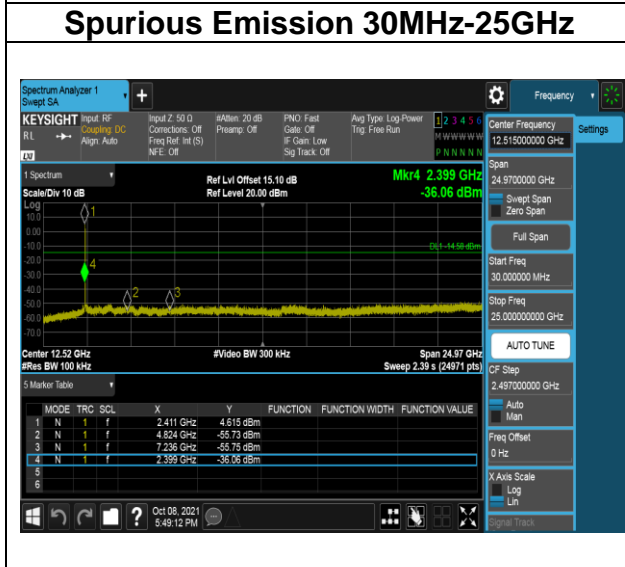 Spurious Emission 30MHz-25GHz
Spectrum Analyzer 1
Swept SA
+
Frequency
KEYSIGHT Input: RF Input Z: 50 Ω #Atten: 20 dB PNO: Fast Avg Type: Log-Power 1 2 3 4 5 6
RL Coupling: DC Corrections: Off Preamp: Off Gate: Off Trig: Free Run M W W W W W
Align: Auto Freq Ref: Int (S) IF Gain: Low
NFE: Off Sig Track: Off P N N N N N
LXI
Center Frequency
12.515000000 GHz
Settings
1 Spectrum
Ref Lvl Offset 15.10 dB
Mkr4 2.399 GHz
Scale/Div 10 dB
Ref Level 20.00 dBm
-36.06 dBm
Log
10.0
0.00
-10.0
-20.0
-30.0
-40.0
-50.0
-60.0
-70.0
1
2
3
4
DL1 -14.58 dBm
Span
24.9700000 GHz
Swept Span
Zero Span
Full Span
Start Freq
30.000000 MHz
Stop Freq
25.000000000 GHz
AUTO TUNE
Center 12.52 GHz #Video BW 300 kHz Span 24.97 GHz
#Res BW 100 kHz Sweep 2.39 s (24971 pts)
CF Step
2.497000000 GHz
Auto
Man
5 Marker Table
MODE TRC SCL X Y FUNCTION FUNCTION WIDTH FUNCTION VALUE
1 N 1 f 2.411 GHz 4.615 dBm
2 N 1 f 4.824 GHz -55.73 dBm
3 N 1 f 7.236 GHz -55.75 dBm
4 N 1 f 2.399 GHz -36.06 dBm
5
6
Freq Offset
0 Hz
X Axis Scale
Log
Lin
Signal Track
?
Oct 08, 2021
5:49:12 PM